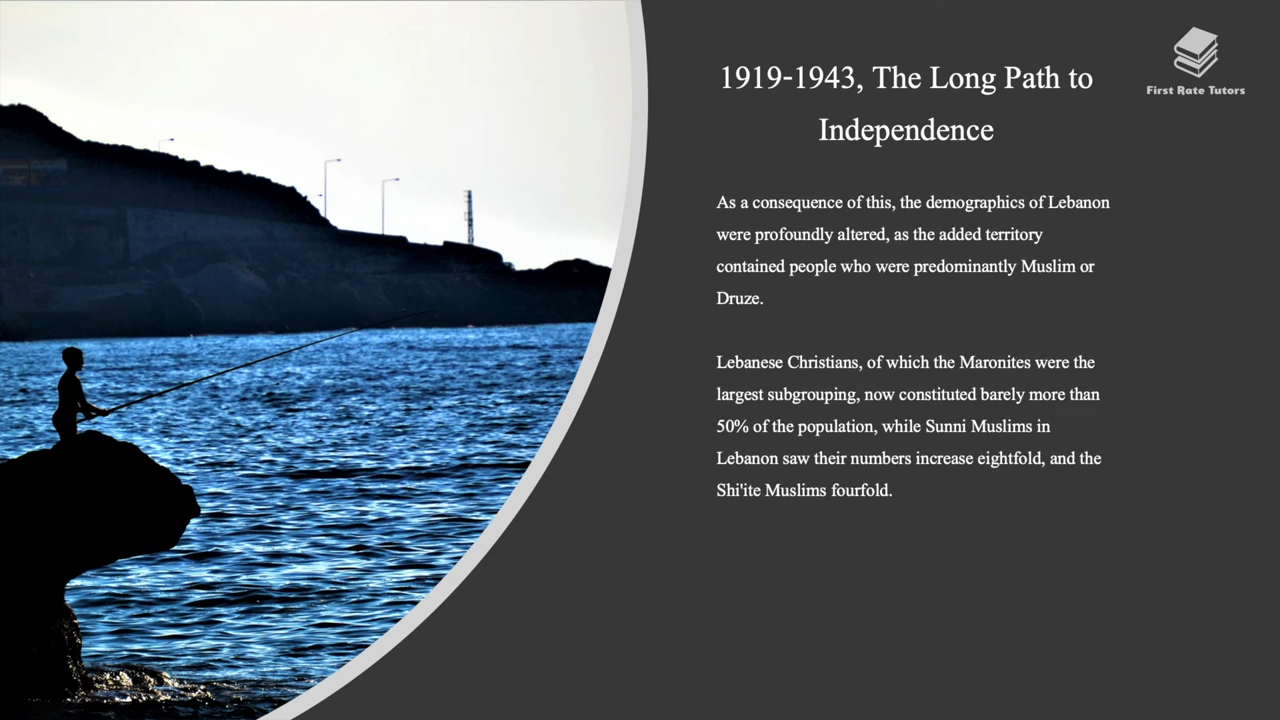 First Rate Tutors
1919-1943, The Long Path to
Independence
As a consequence of this, the demographics of Lebanon
were profoundly altered, as the added territory
contained people who were predominantly Muslim or
Druze.
Lebanese Christians, of which the Maronites were the
largest subgrouping, now constituted barely more than
50% of the population, while Sunni Muslims in
Lebanon saw their numbers increase eightfold, and the
Shi'ite Muslims fourfold.